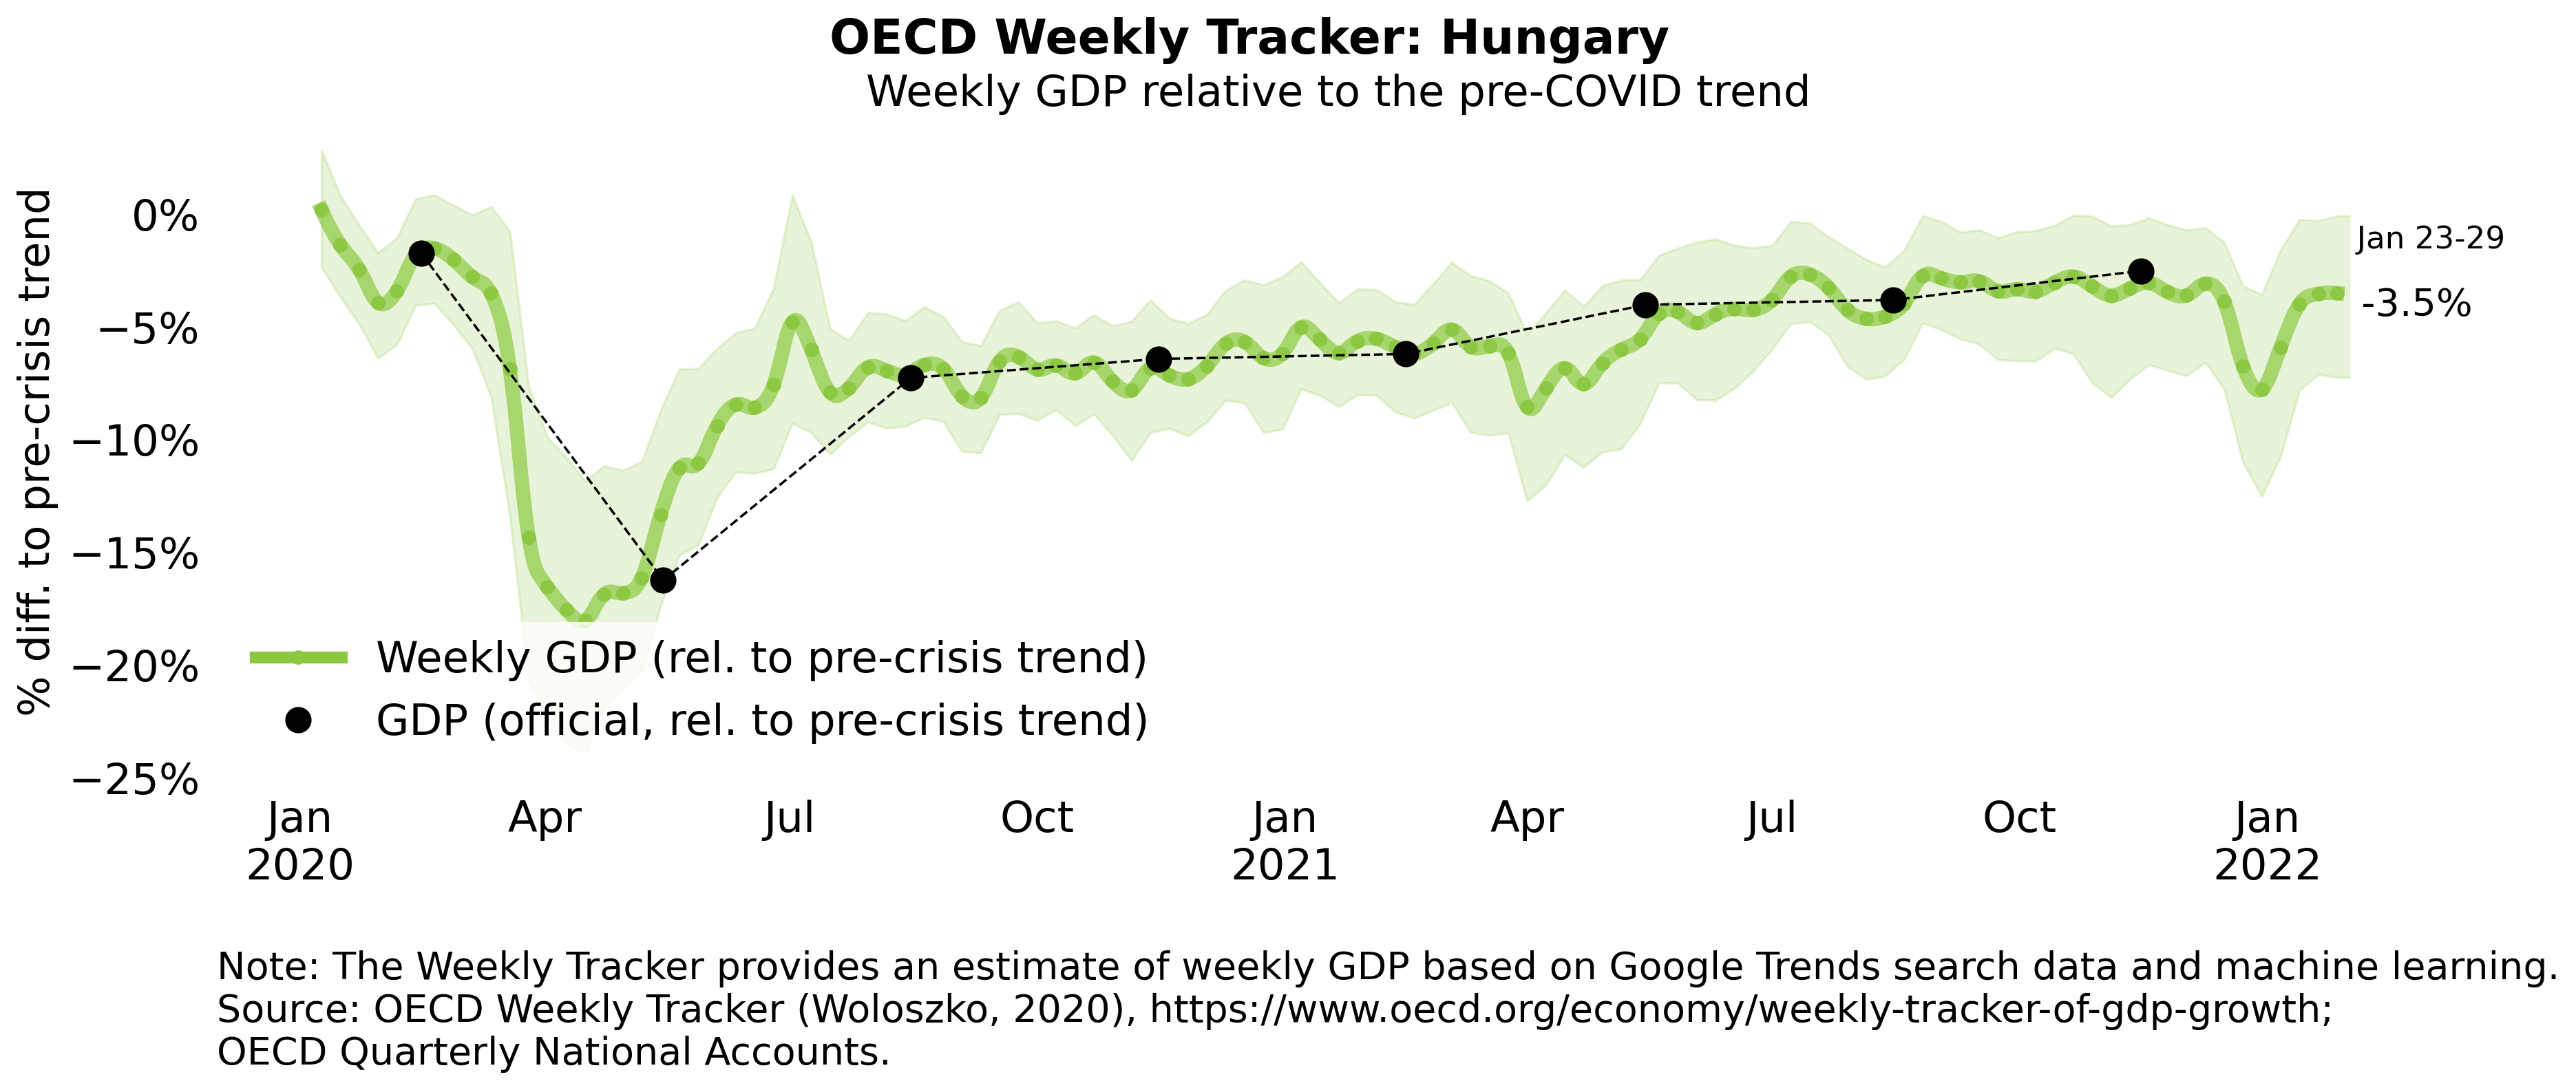 OECD Weekly Tracker: Hungary
Weekly GDP relative to the pre-COVID trend
% diff. to pre-crisis trend
0%
−5%
−10%
−15%
−20%
−25%
Jan 23-29
-3.5%
Weekly GDP (rel. to pre-crisis trend)
GDP (official, rel. to pre-crisis trend)
Jan Apr Jul Oct Jan Apr Jul Oct Jan
2020 2021 2022
Note: The Weekly Tracker provides an estimate of weekly GDP based on Google Trends search data and machine learning.
Source: OECD Weekly Tracker (Woloszko, 2020), https://www.oecd.org/economy/weekly-tracker-of-gdp-growth;
OECD Quarterly National Accounts.